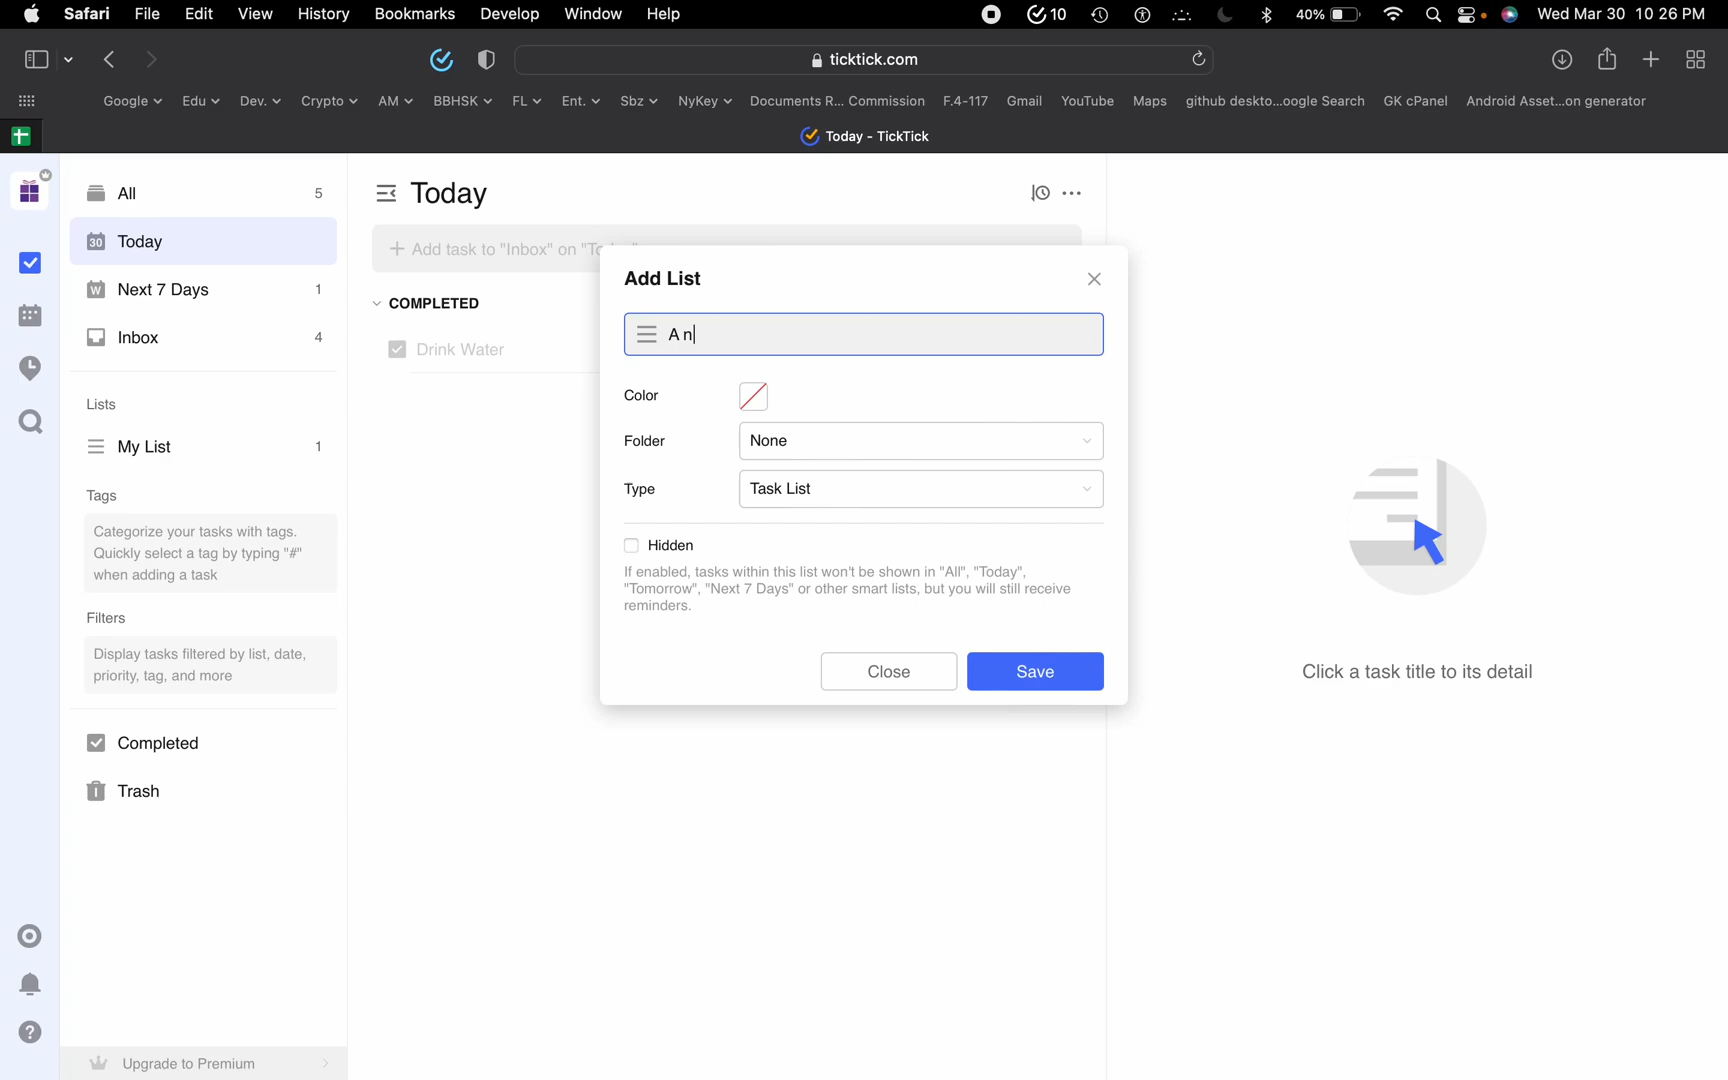 Safari File Edit View History Bookmarks Develop Window Help 10 40% Wed Mar 30 10 26 PM
ticktick.com
Google Edu Dev. Crypto AM BBHSK FL Ent. Sbz NyKey Documents R... Commission F.4-117 Gmail YouTube Maps github deskto...oogle Search GK cPanel Android Asset...on generator
Today - TickTick
All 5
30 Today
W Next 7 Days 1
Inbox 4
Lists
My List 1
Tags
Categorize your tasks with tags.
Quickly select a tag by typing "#"
when adding a task
Filters
Display tasks filtered by list, date,
priority, tag, and more
Completed
Trash
Upgrade to Premium
Today
Add task to "Inbox" on
COMPLETED
Drink Water
Add List
A n
Color
Folder None
Type Task List
Hidden
If enabled, tasks within this list won't be shown in "All", "Today",
"Tomorrow", "Next 7 Days" or other smart lists, but you will still receive
reminders.
Close Save
Click a task title to its detail